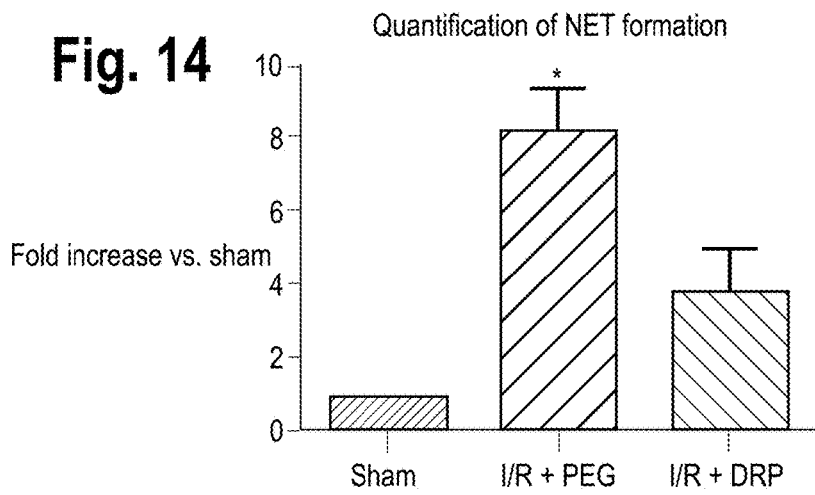 Quantification of NET formation
Fig. 14
10
*
8
6
Fold increase vs. sham
4
2
0
Sham I/R + PEG I/R + DRP